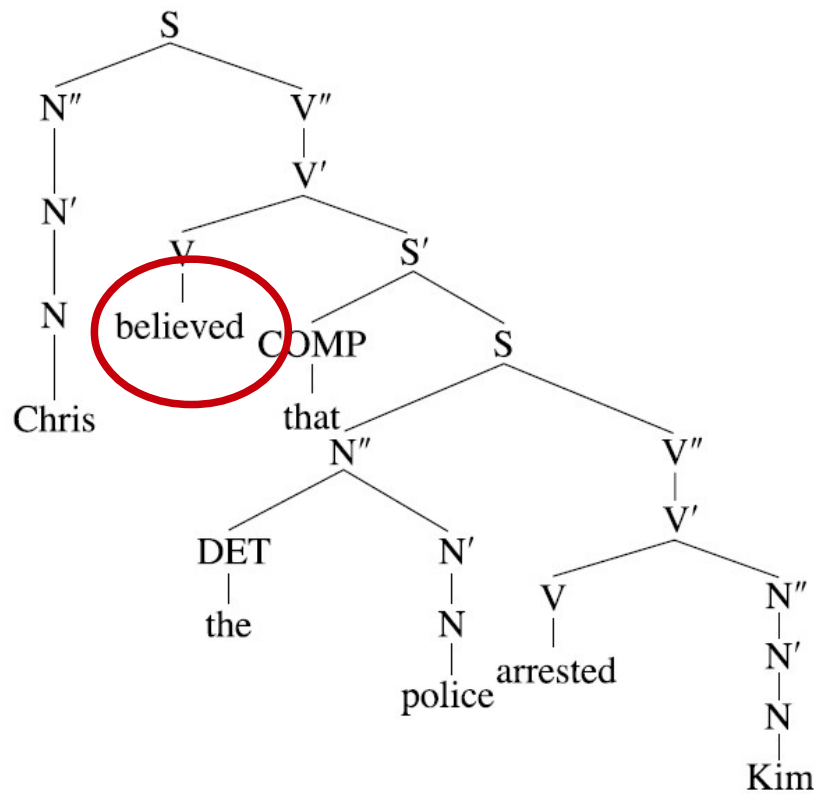 S
N″ V″
V′
N′
V S′
N believed COMP S
Chris that
N″ V″
V′
DET N′
V N″
the N
N′
arrested
police
N
Kim